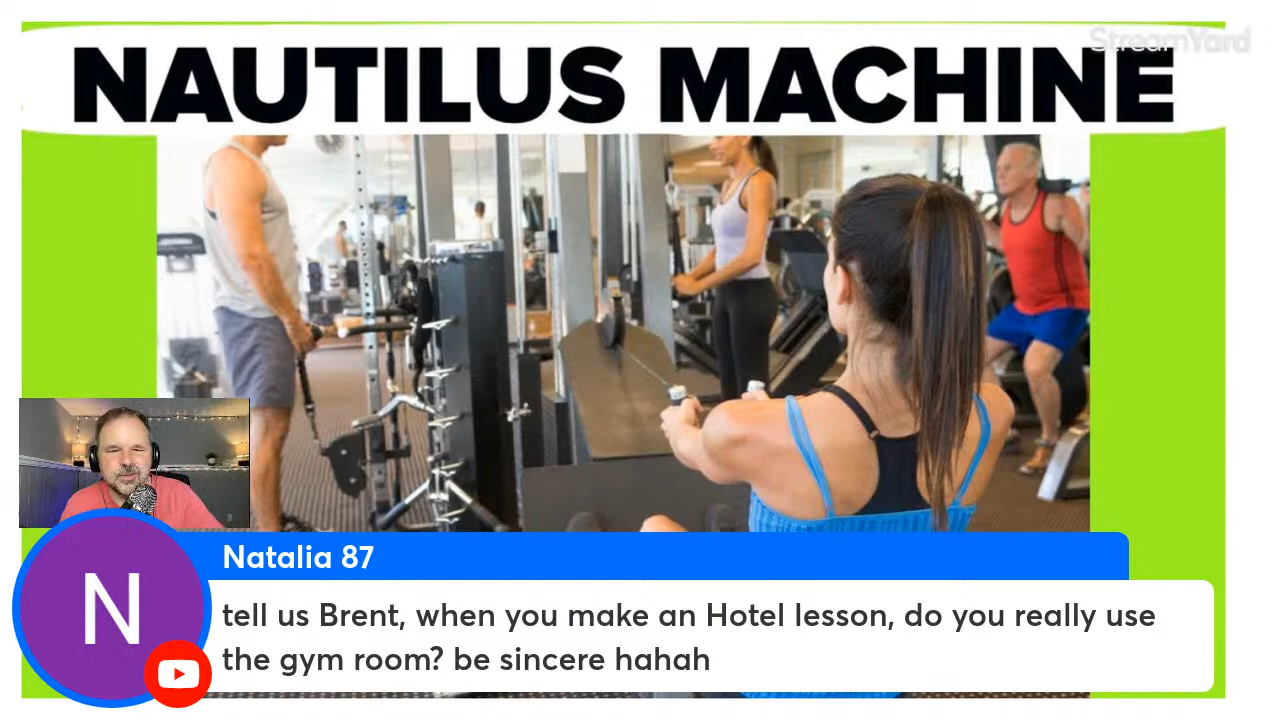 StreamYard
NAUTILUS MACHINE
N
Natalia 87
tell us Brent, when you make an Hotel lesson, do you really use
the gym room? be sincere hahah